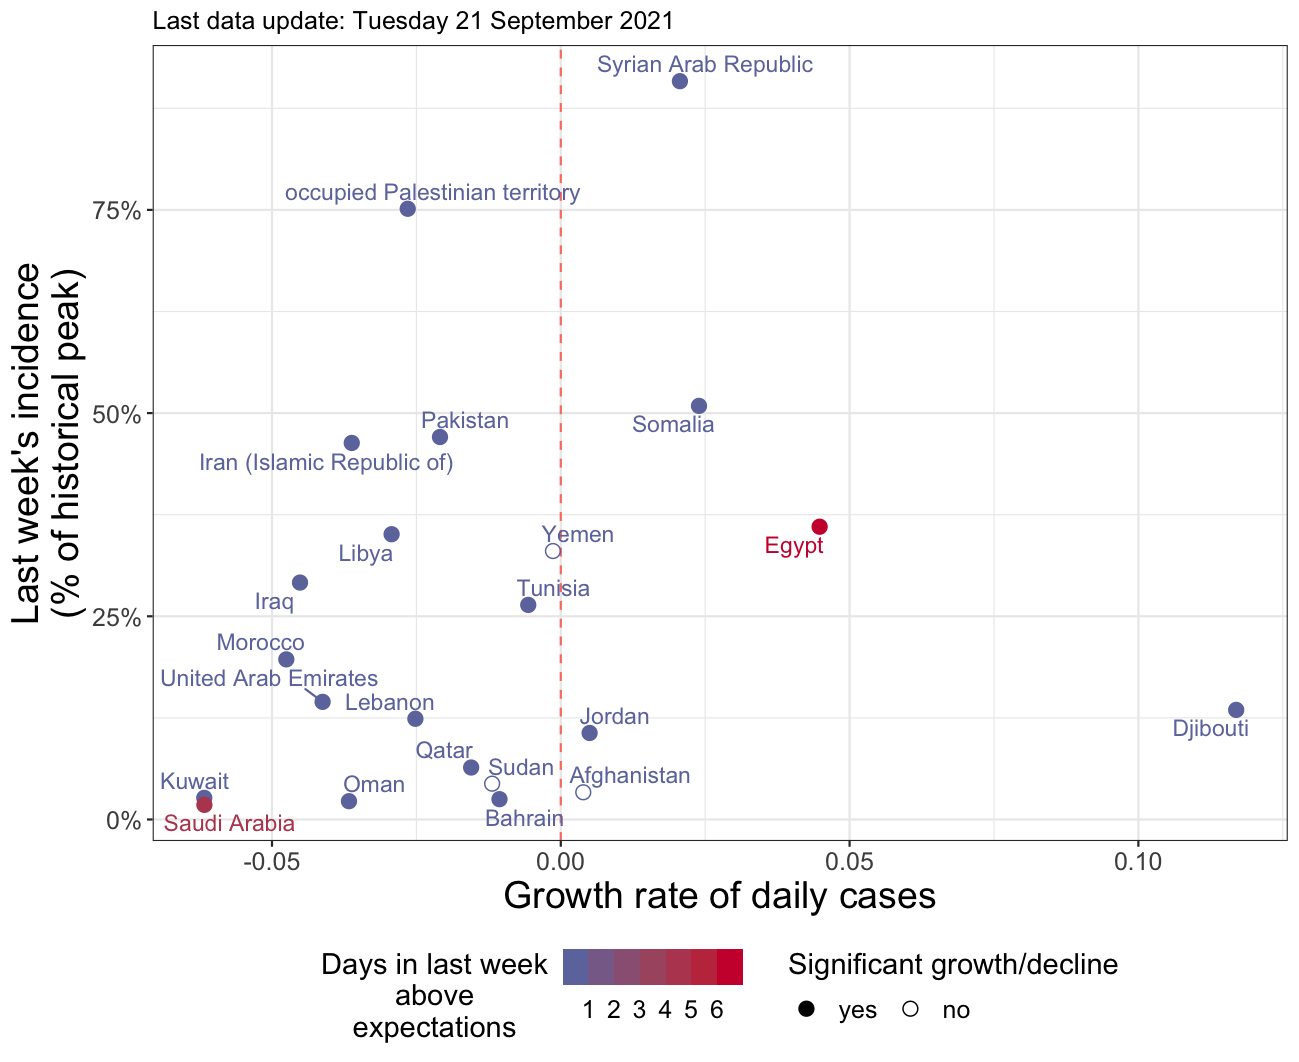 Last data update: Tuesday 21 September 2021
Syrian Arab Republic
occupied Palestinian territory
75%
Last week's incidence
(% of historical peak)
50%
Pakistan
Somalia
Iran (Islamic Republic of)
Yemen
Egypt
Libya
Tunisia
Iraq
25%
Morocco
United Arab Emirates
Lebanon
Jordan
Djibouti
Qatar
Sudan
Afghanistan
Kuwait
Oman
Bahrain
0%
Saudi Arabia
-0.05
0.00
0.05
0.10
Growth rate of daily cases
Days in last week
above
expectations
1 2 3 4 5 6
Significant growth/decline
yes
no